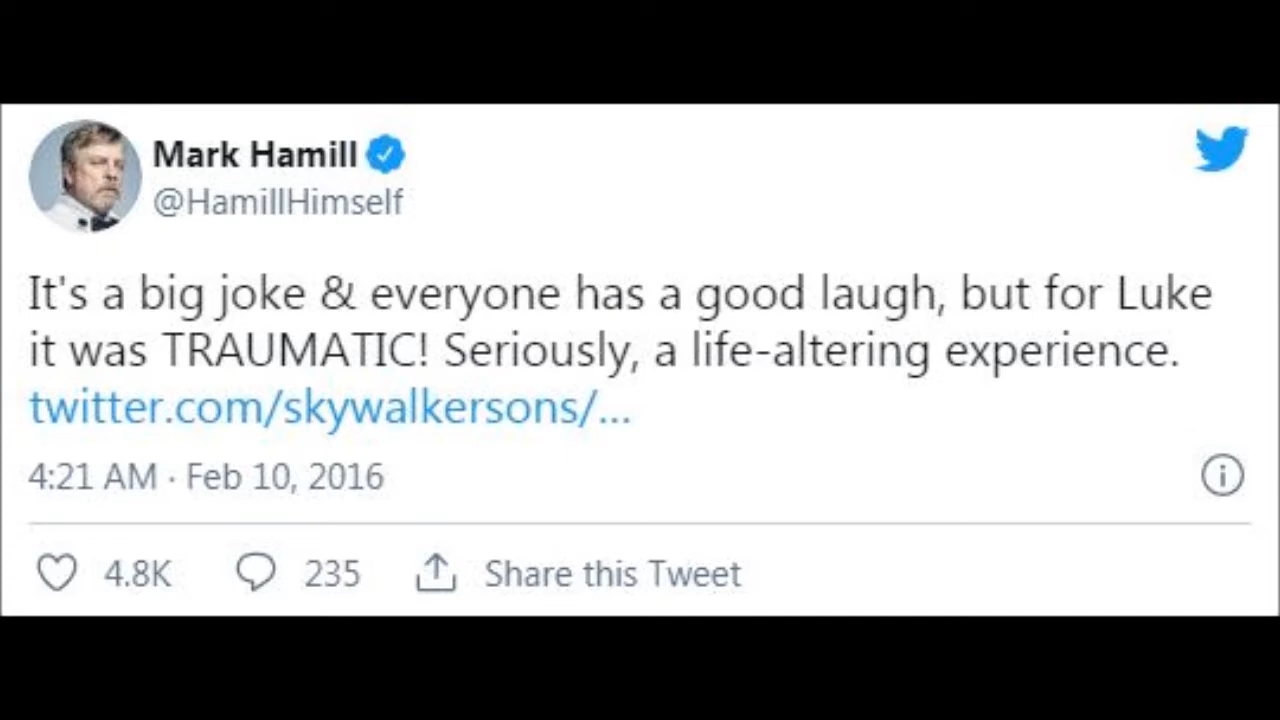 Mark Hamill
@HamillHimself
It's a big joke & everyone has a good laugh, but for Luke
it was TRAUMATIC! Seriously, a life-altering experience.
twitter.com/skywalkersons/...
4:21 AM · Feb 10, 2016
4.8K 235 Share this Tweet